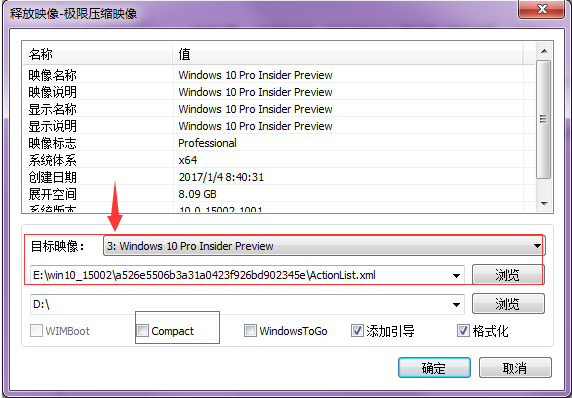 释放映像-极限压缩映像
名称 值
映像名称 Windows 10 Pro Insider Preview
映像说明 Windows 10 Pro Insider Preview
显示名称 Windows 10 Pro Insider Preview
显示说明 Windows 10 Pro Insider Preview
映像标志 Professional
系统体系 x64
创建日期 2017/1/4 8:40:31
展开空间 8.09 GB
系统版本 10.0.15002.1001
目标映像: 3: Windows 10 Pro Insider Preview
E:\win10_15002\a526e5506b3a31a0423f926bd902345e\ActionList.xml 浏览
D:\ 浏览
WIMBoot Compact WindowsToGo 添加引导 格式化
确定 取消